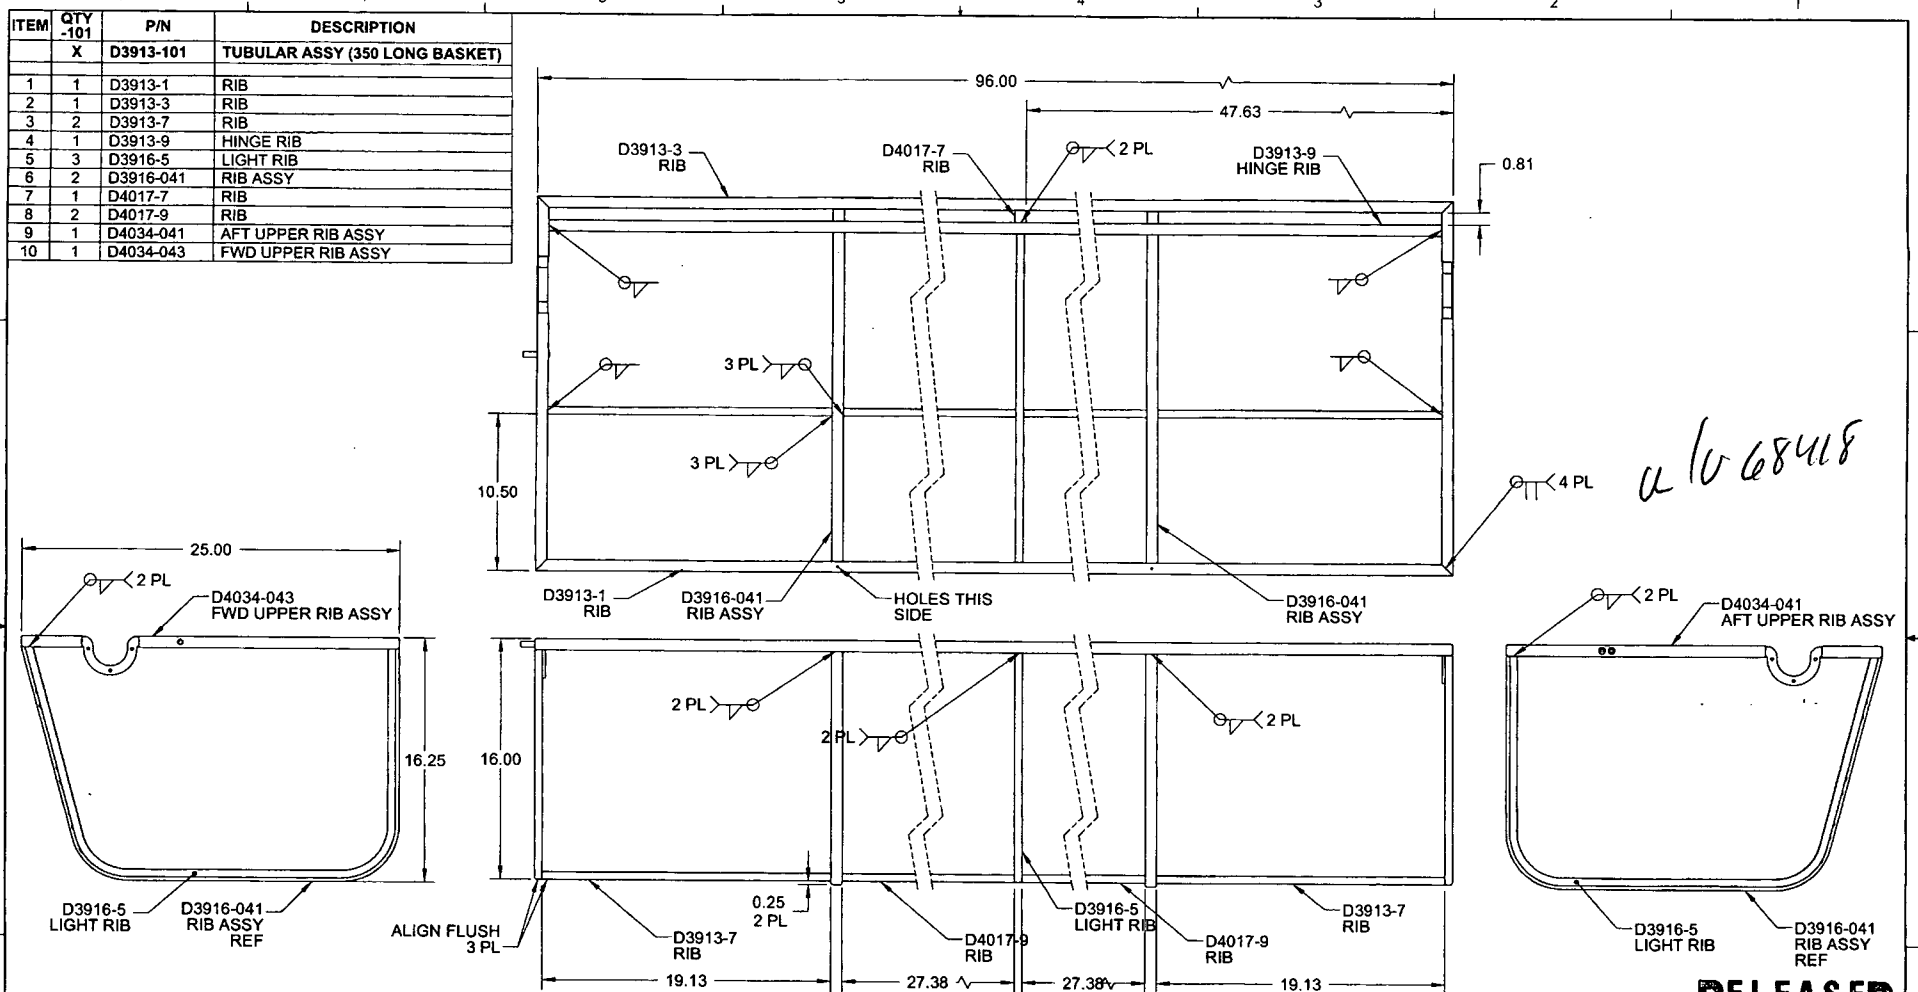 5 4 3 2
ITEM QTY -101 P/N DESCRIPTION
X D3913-101 TUBULAR ASSY (350 LONG BASKET)
1 1 D3913-1 RIB
2 1 D3913-3 RIB
3 2 D3913-7 RIB
4 1 D3913-9 HINGE RIB
5 3 D3916-5 LIGHT RIB
6 2 D3916-041 RIB ASSY
7 1 D4017-7 RIB
8 2 D4017-9 RIB
9 1 D4034-041 AFT UPPER RIB ASSY
10 1 D4034-043 FWD UPPER RIB ASSY
96.00
47.63
D3913-3
RIB
D4017-7
RIB
2 PL
D3913-9
HINGE RIB
0.81
3 PL
3 PL
10.50
4 PL
68418
D3913-1
RIB
D3916-041
RIB ASSY
HOLES THIS
SIDE
D3916-041
RIB ASSY
25.00
2 PL
D4034-043
FWD UPPER RIB ASSY
16.25
D3916-5
LIGHT RIB
D3916-041
RIB ASSY
REF
16.00
2 PL
2 PL
2 PL
ALIGN FLUSH
3 PL
D3913-7
RIB
0.25
2 PL
D4017-9
RIB
D3916-5
LIGHT RIB
D4017-9
RIB
D3913-7
RIB
19.13
27.38
27.38
19.13
2 PL
D4034-041
AFT UPPER RIB ASSY
D3916-5
LIGHT RIB
D3916-041
RIB ASSY
REF
RELEASED